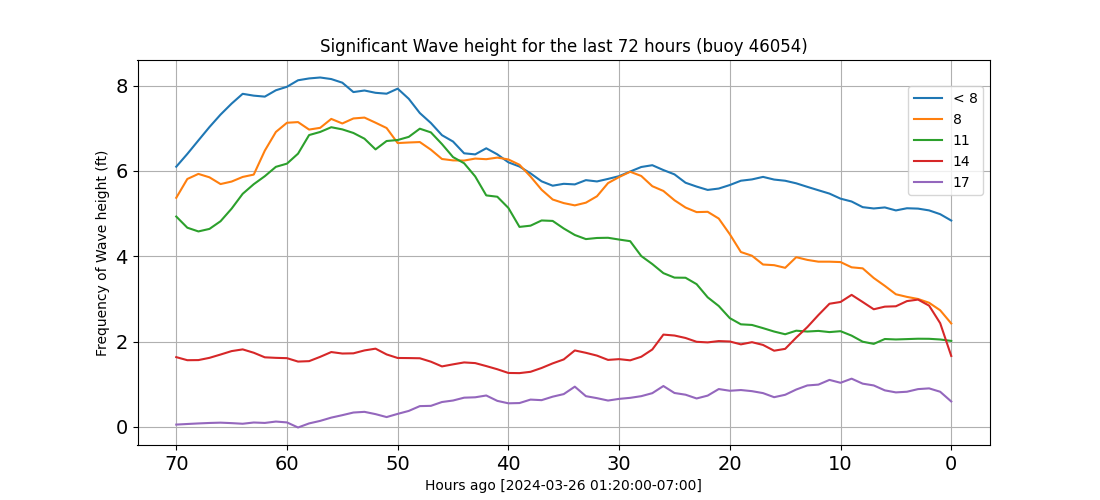 Significant Wave height for the last 72 hours (buoy 46054)
Frequency of Wave height (ft)
8
6
4
2
0
< 8
8
11
14
17
70 60 50 40 30 20 10 0
Hours ago [2024-03-26 01:20:00-07:00]